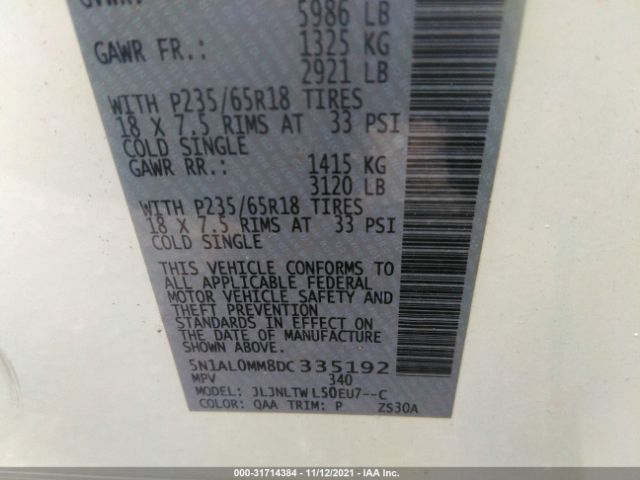 GVWR:
5986 LB
GAWR FR.: 1325 KG
2921 LB
WITH P235/65R18 TIRES
18 X 7.5 RIMS AT 33 PSI
COLD SINGLE
GAWR RR.: 1415 KG
3120 LB
WITH P235/65R18 TIRES
18 X 7.5 RIMS AT 33 PSI
COLD SINGLE
THIS VEHICLE CONFORMS TO
ALL APPLICABLE FEDERAL
MOTOR VEHICLE SAFETY AND
THEFT PREVENTION
STANDARDS IN EFFECT ON
THE DATE OF MANUFACTURE
SHOWN ABOVE.
5N1AL0MM8DC335192
MPV 340
MODEL: JLJNLTWL50EU7--C
COLOR: QAA TRIM: P ZS30A
000-31714384 - 11/12/2021 - IAA Inc.